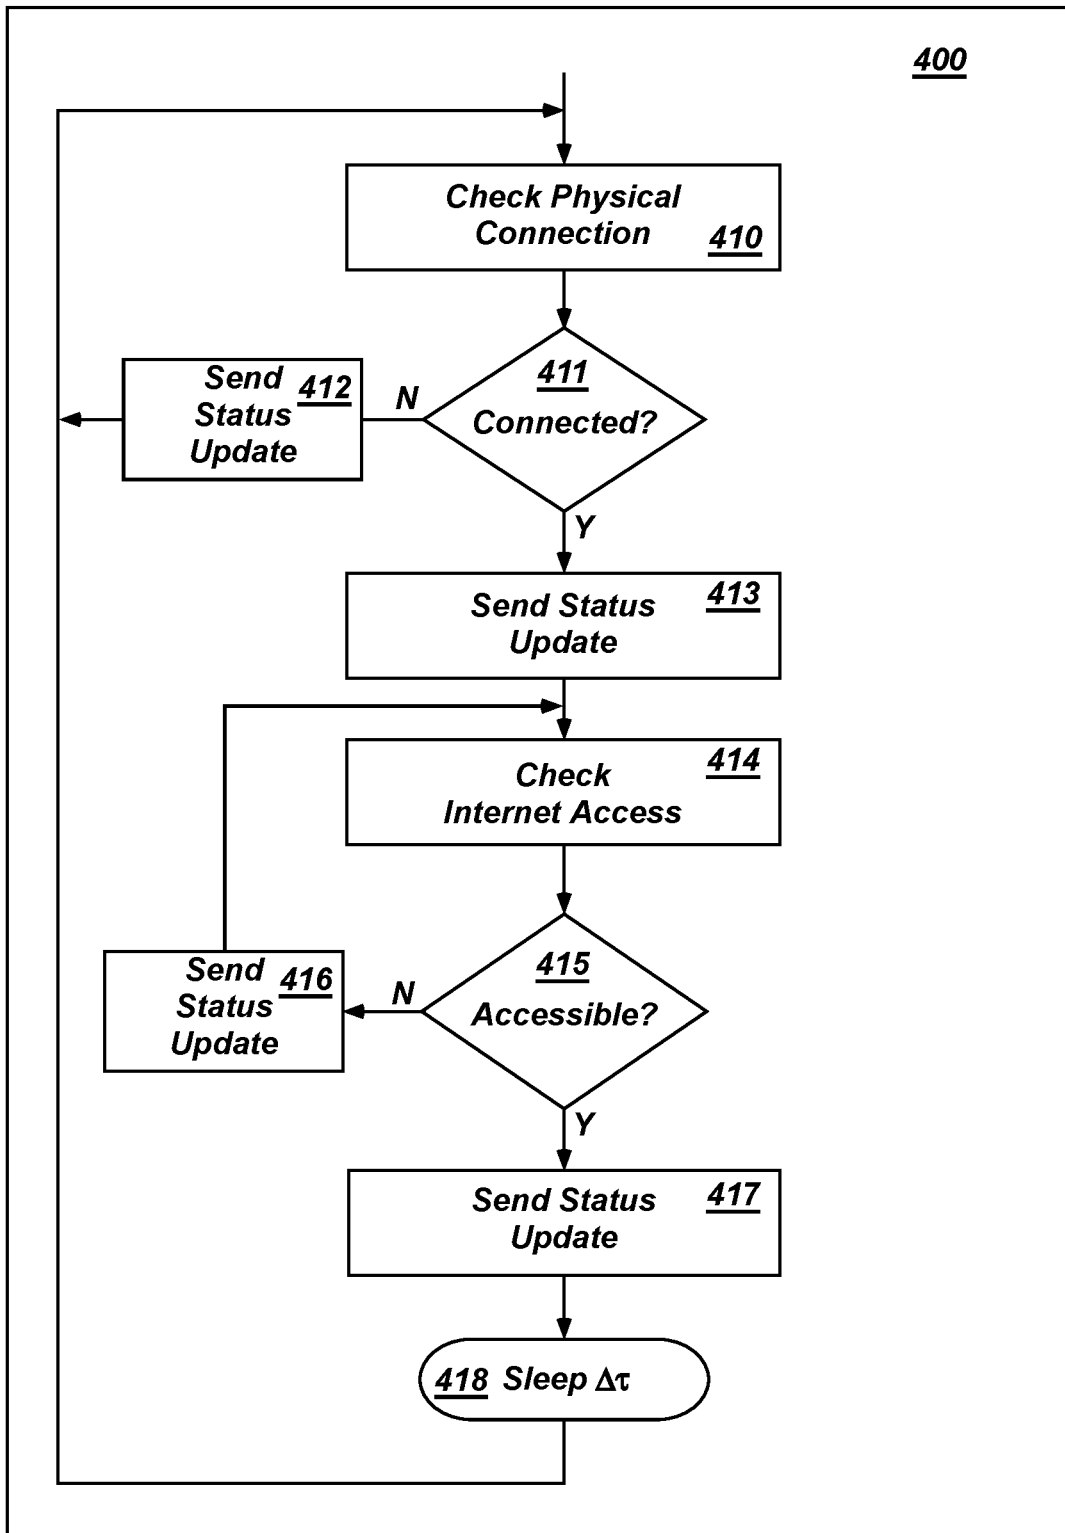 400
Check Physical
Connection
410
411
Connected?
N
Send
412
Status
Update
Y
413
Send Status
Update
414
Check
Internet Access
415
Accessible?
N
Send
416
Status
Update
Y
417
Send Status
Update
418 Sleep Δτ